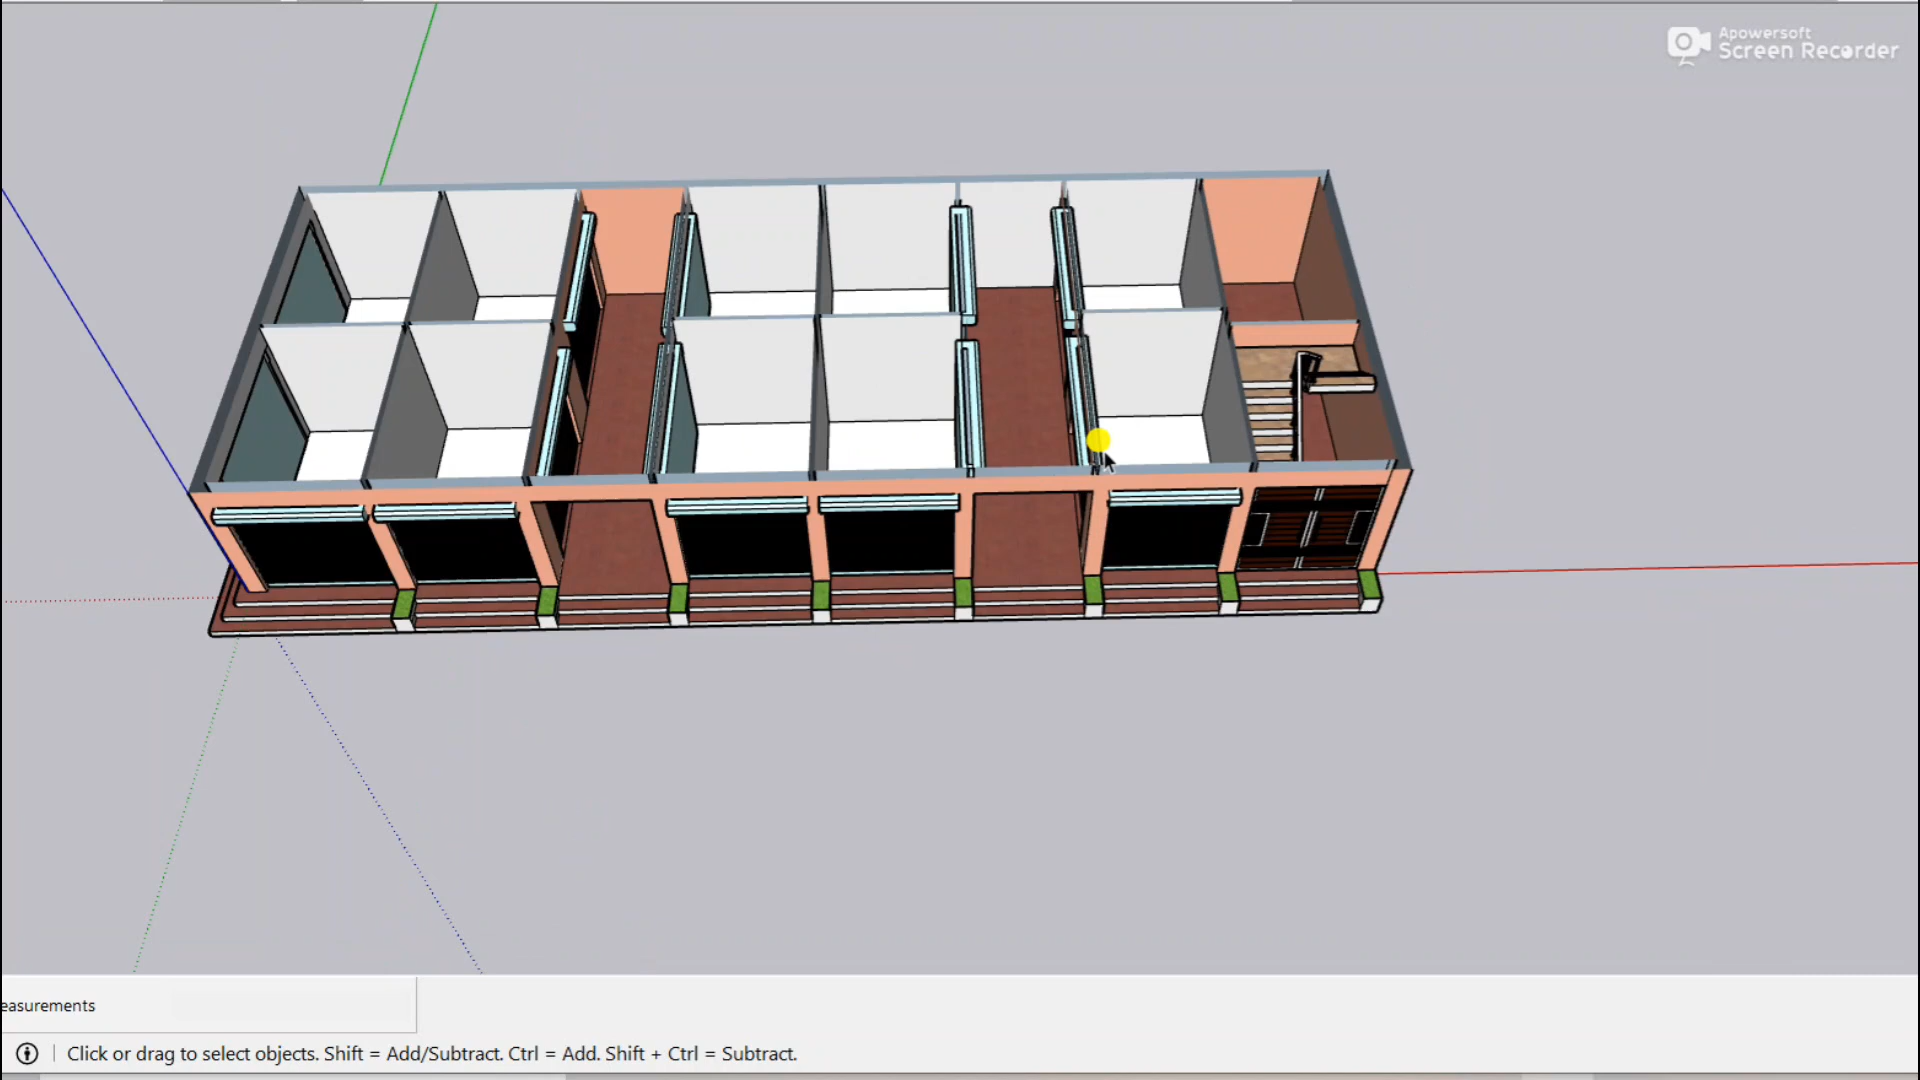 Apowersoft
Screen Recorder
easurements
Click or drag to select objects. Shift = Add/Subtract. Ctrl = Add. Shift + Ctrl = Subtract.